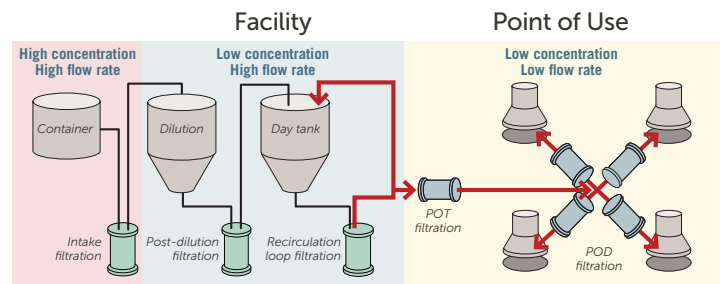 Facility
Point of Use
High concentration
High flow rate
Low concentration
High flow rate
Low concentration
Low flow rate
Container
Dilution
Day tank
Intake
filtration
Post-dilution
filtration
Recirculation
loop filtration
POT
filtration
POD
filtration